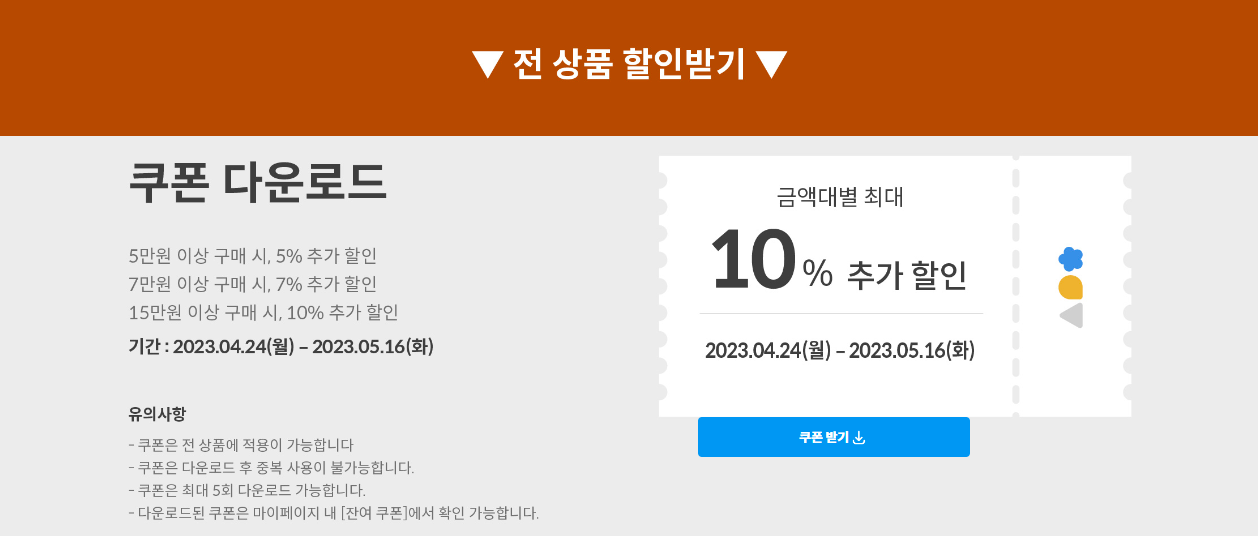 ▼ 전 상품 할인받기 ▼
쿠폰 다운로드
5만원 이상 구매 시, 5% 추가 할인
7만원 이상 구매 시, 7% 추가 할인
15만원 이상 구매 시, 10% 추가 할인
기간 : 2023.04.24(월) – 2023.05.16(화)
유의사항
- 쿠폰은 전 상품에 적용이 가능합니다
- 쿠폰은 다운로드 후 중복 사용이 불가능합니다.
- 쿠폰은 최대 5회 다운로드 가능합니다.
- 다운로드된 쿠폰은 마이페이지 내 [잔여 쿠폰]에서 확인 가능합니다.
금액대별 최대
10 % 추가 할인
2023.04.24(월) – 2023.05.16(화)
쿠폰 받기